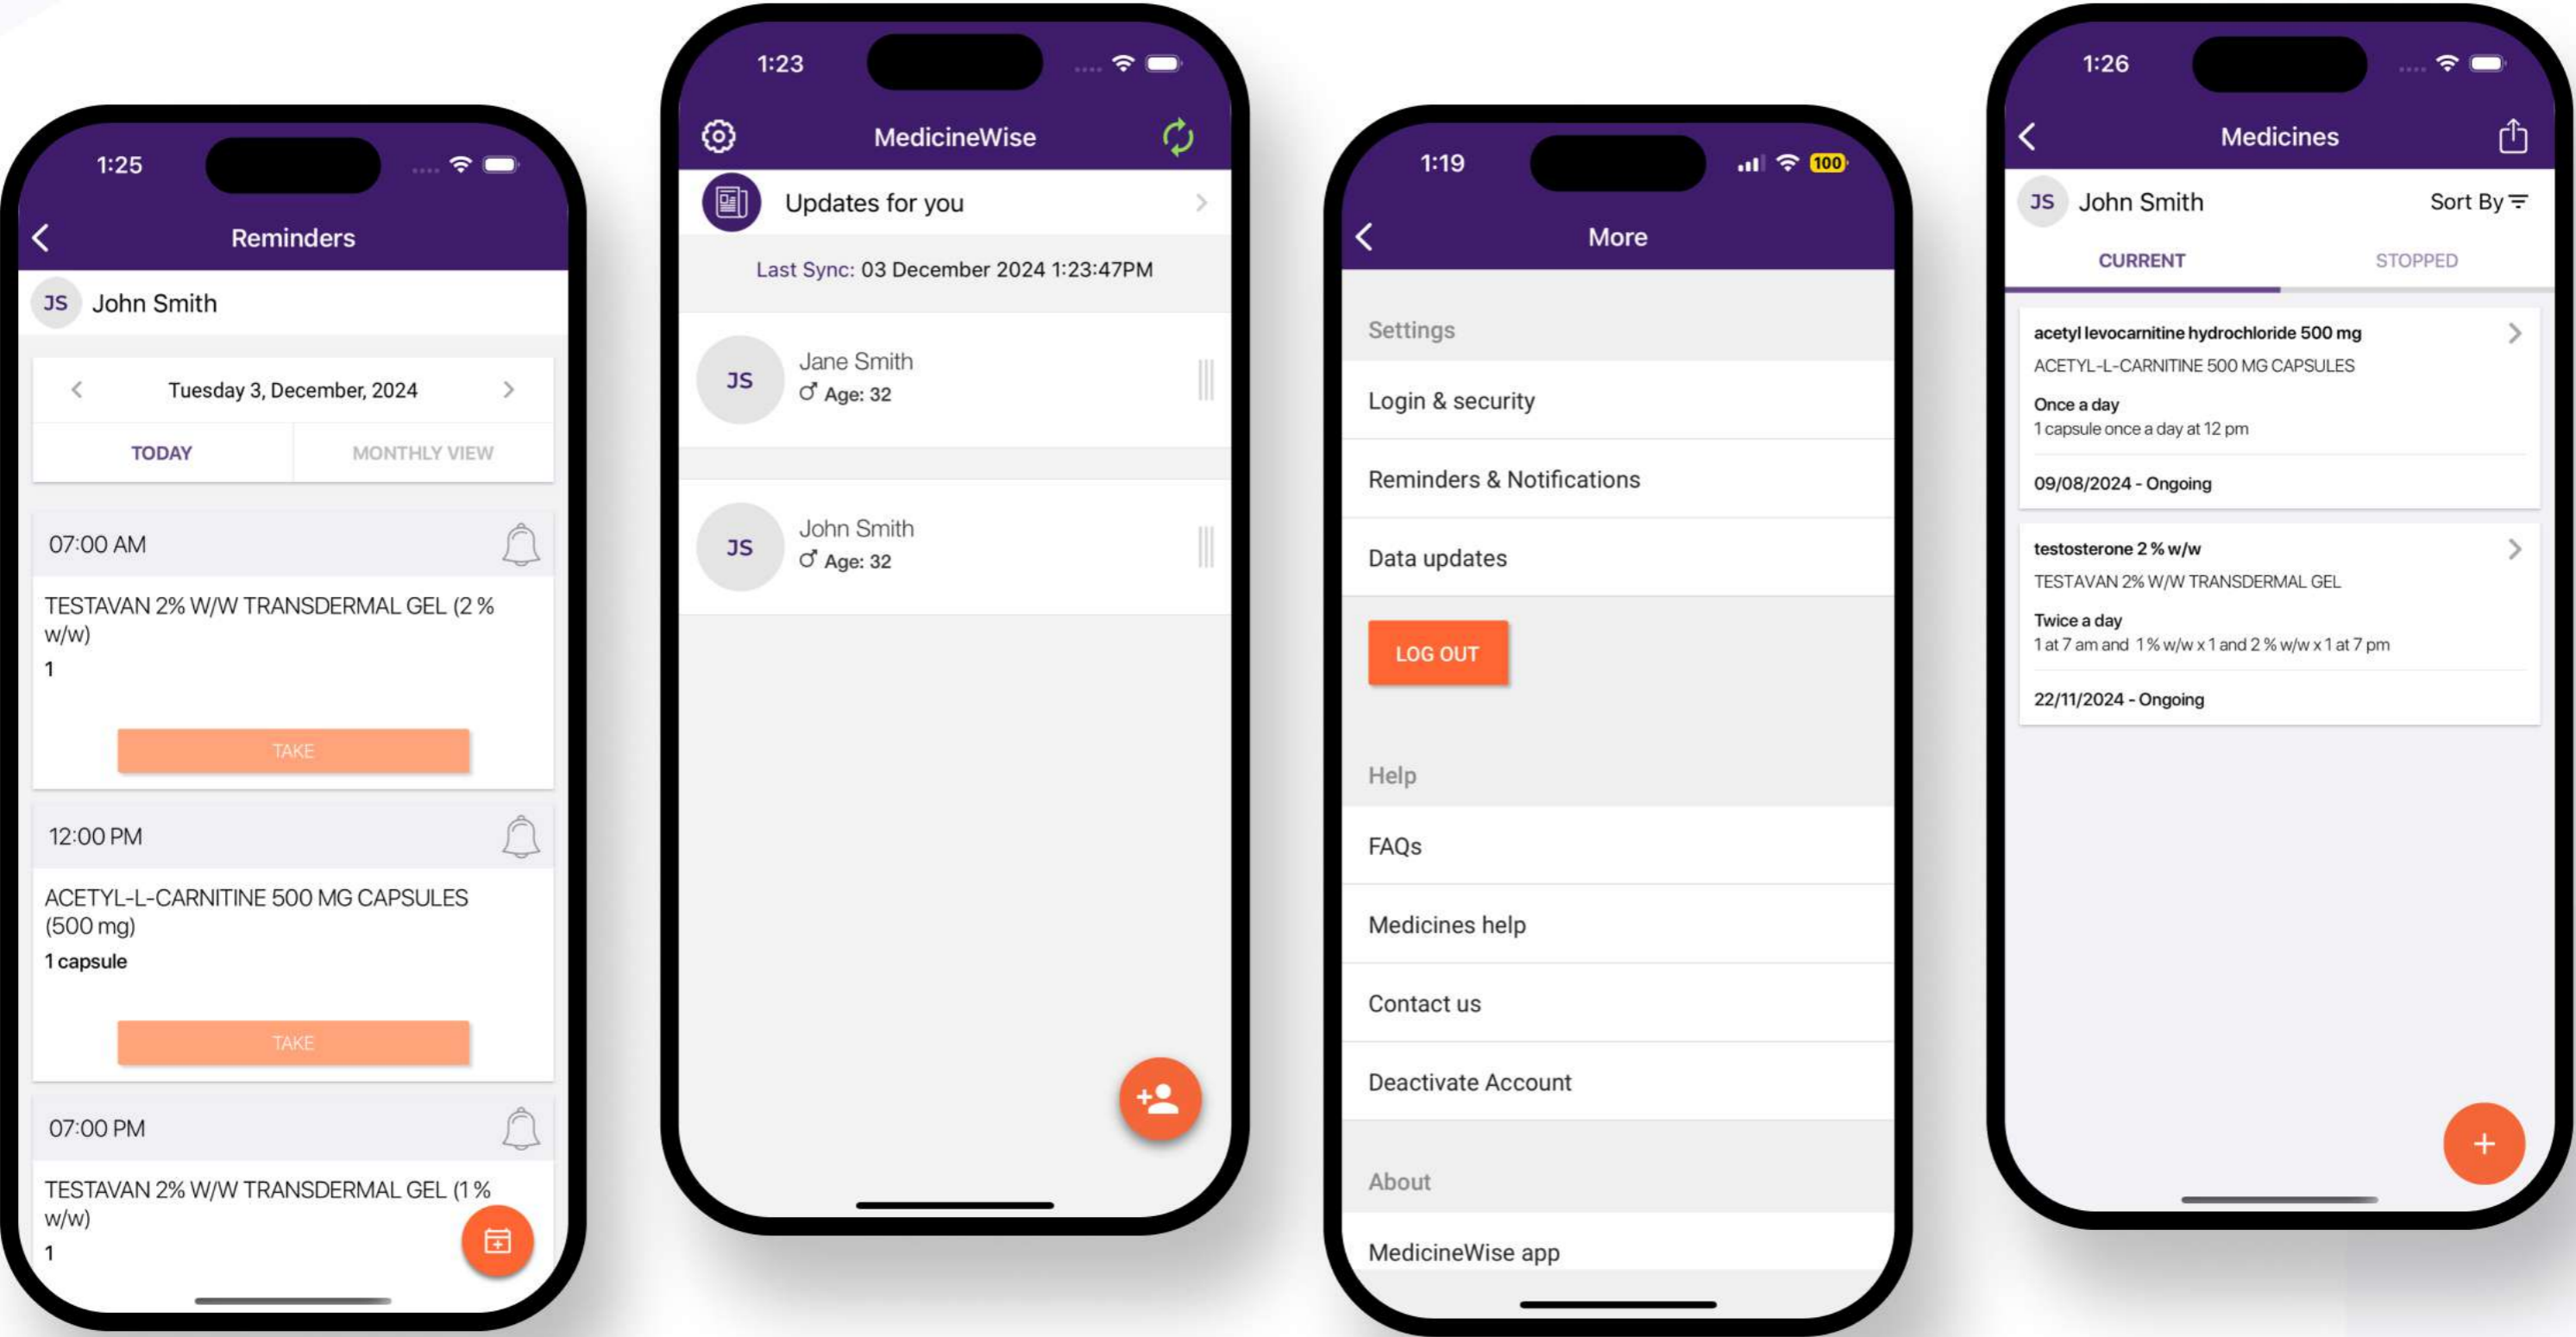 1:25
Reminders
JS John Smith
Tuesday 3, December, 2024
TODAY MONTHLY VIEW
07:00 AM
TESTAVAN 2% W/W TRANSDERMAL GEL (2 %
w/w)
1
TAKE
12:00 PM
ACETYL-L-CARNITINE 500 MG CAPSULES
(500 mg)
1 capsule
TAKE
07:00 PM
TESTAVAN 2% W/W TRANSDERMAL GEL (1 %
w/w)
1
1:23
MedicineWise
Updates for you
Last Sync: 03 December 2024 1:23:47PM
JS
Jane Smith
Age: 32
JS
John Smith
Age: 32
1:19
100
More
Settings
Login & security
Reminders & Notifications
Data updates
LOG OUT
Help
FAQs
Medicines help
Contact us
Deactivate Account
About
MedicineWise app
1:26
Medicines
JS John Smith Sort By
CURRENT STOPPED
acetyl levocarnitine hydrochloride 500 mg
ACETYL-L-CARNITINE 500 MG CAPSULES
Once a day
1 capsule once a day at 12 pm
09/08/2024 - Ongoing
testosterone 2 % w/w
TESTAVAN 2% W/W TRANSDERMAL GEL
Twice a day
1 at 7 am and 1 % w/w x 1 and 2 % w/w x 1 at 7 pm
22/11/2024 - Ongoing